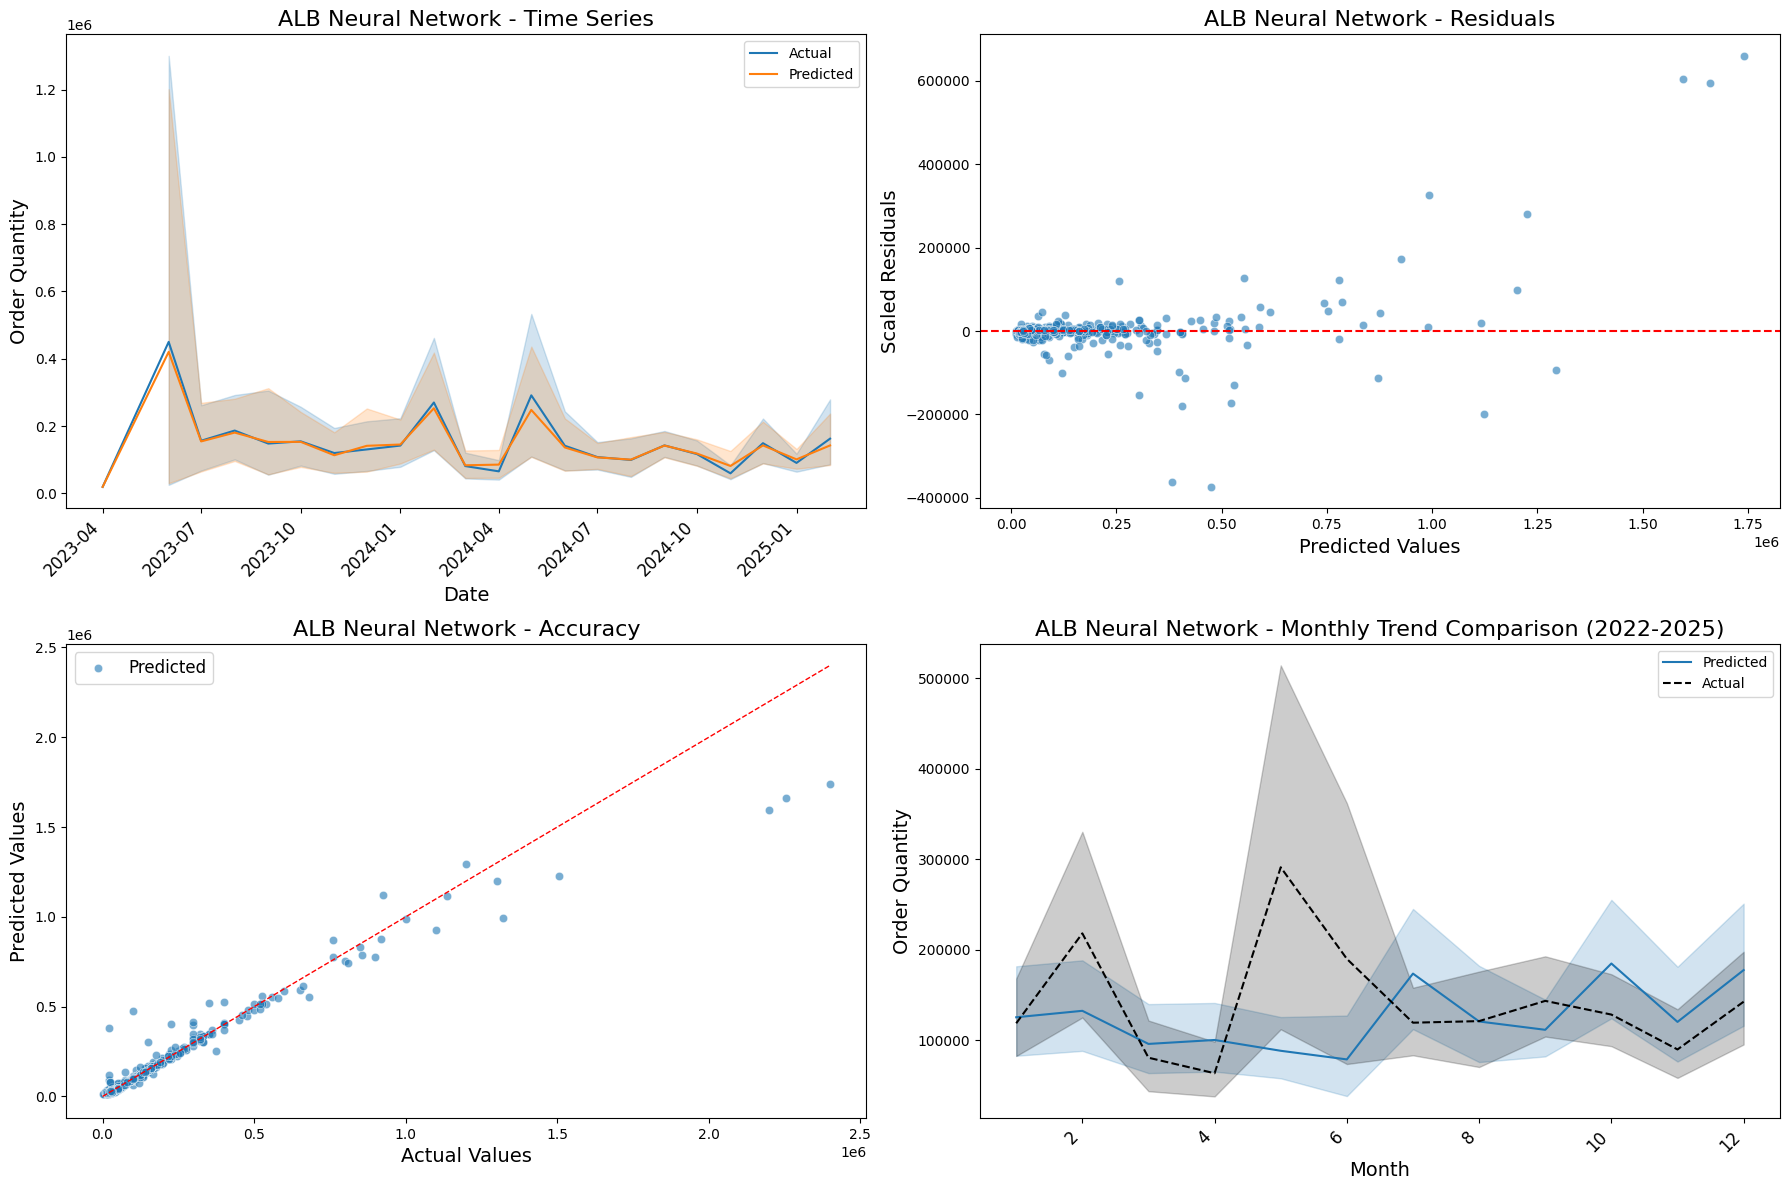 ALB Neural Network - Time Series
1e6
Order Quantity
1.2
1.0
0.8
0.6
0.4
0.2
0.0
Actual
Predicted
2023-04
2023-07
2023-10
2024-01
2024-04
2024-07
2024-10
2025-01
Date
ALB Neural Network - Residuals
Scaled Residuals
600000
400000
200000
0
−200000
−400000
0.00
0.25
0.50
0.75
1.00
1.25
1.50
1.75
1e6
Predicted Values
ALB Neural Network - Accuracy
1e6
Predicted Values
2.5
2.0
1.5
1.0
0.5
0.0
Predicted
0.0
0.5
1.0
1.5
2.0
2.5
1e6
Actual Values
ALB Neural Network - Monthly Trend Comparison (2022-2025)
Order Quantity
500000
400000
300000
200000
100000
Predicted
Actual
2
4
6
8
10
12
Month